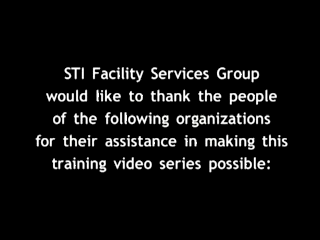 STI Facility Services Group
would like to thank the people
of the following organizations
for their assistance in making this
training video series possible: